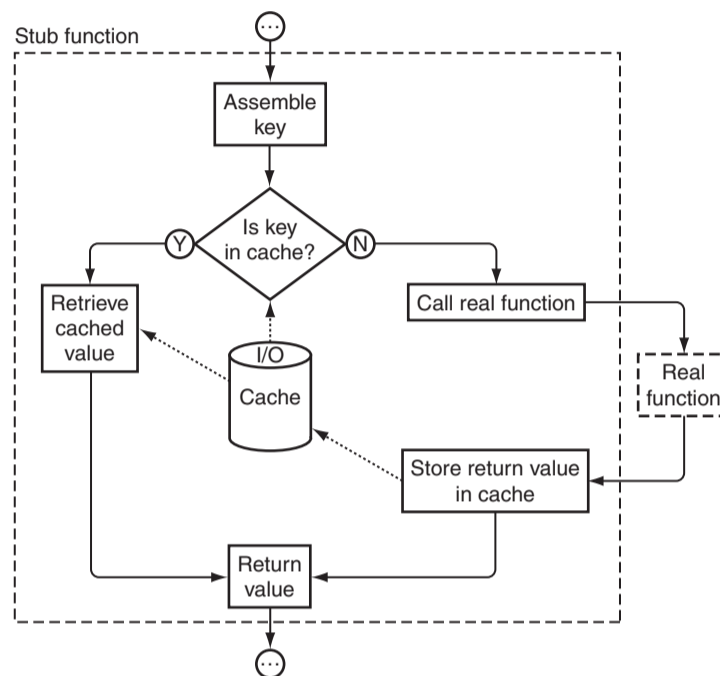 ...
Stub function
Assemble
key
Is key
in cache?
Y
N
Retrieve
cached
value
Call real function
I/O
Cache
Real
function
Store return value
in cache
Return
value
...